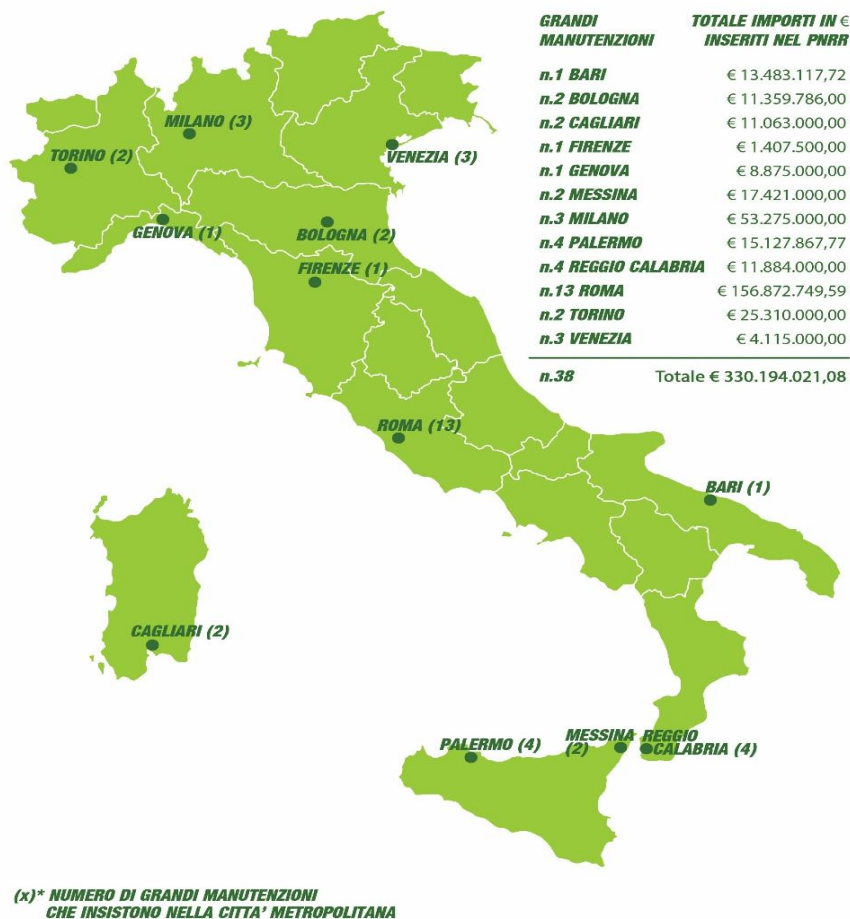 GRANDI MANUTENZIONI TOTALE IMPORTI IN € INSERITI NEL PNRR
n.1 BARI € 13.483.117,72
n.2 BOLOGNA € 11.359.786,00
n.2 CAGLIARI € 11.063.000,00
n.1 FIRENZE € 1.407.500,00
n.1 GENOVA € 8.875.000,00
n.2 MESSINA € 17.421.000,00
n.3 MILANO € 53.275.000,00
n.4 PALERMO € 15.127.867,77
n.4 REGGIO CALABRIA € 11.884.000,00
n.13 ROMA € 156.872.749,59
n.2 TORINO € 25.310.000,00
n.3 VENEZIA € 4.115.000,00
n.38 Totale € 330.194.021,08
MILANO (3)
VENEZIA (3)
TORINO (2)
GENOVA (1)
BOLOGNA (2)
FIRENZE (1)
ROMA (13)
BARI (1)
CAGLIARI (2)
PALERMO (4)
MESSINA (2)
REGGIO CALABRIA (4)
(x)* NUMERO DI GRANDI MANUTENZIONI
CHE INSISTONO NELLA CITTA' METROPOLITANA